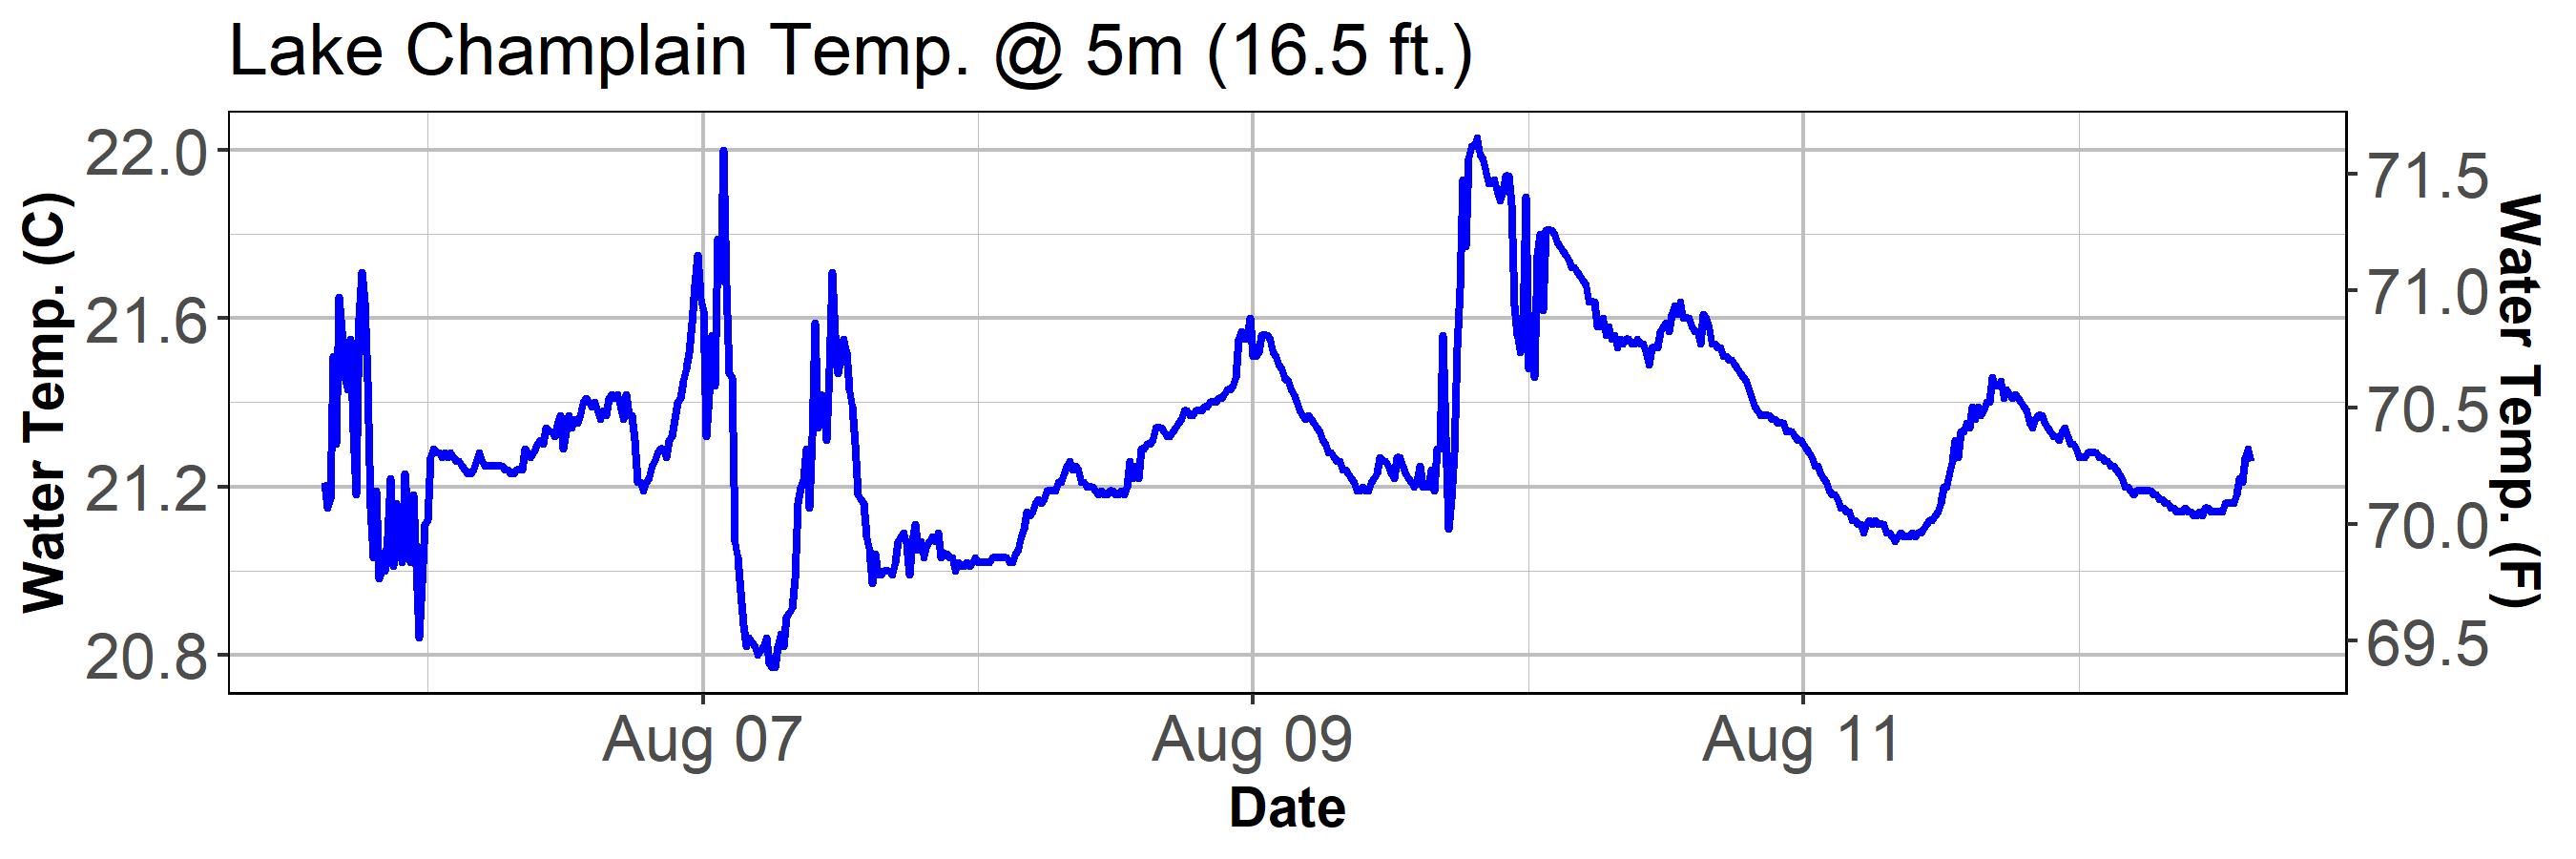 Lake Champlain Temp. @ 5m (16.5 ft.)
Water Temp. (C)
22.0
21.6
21.2
20.8
71.5
71.0
70.5
70.0
69.5
Water Temp. (F)
Aug 07
Aug 09
Aug 11
Date